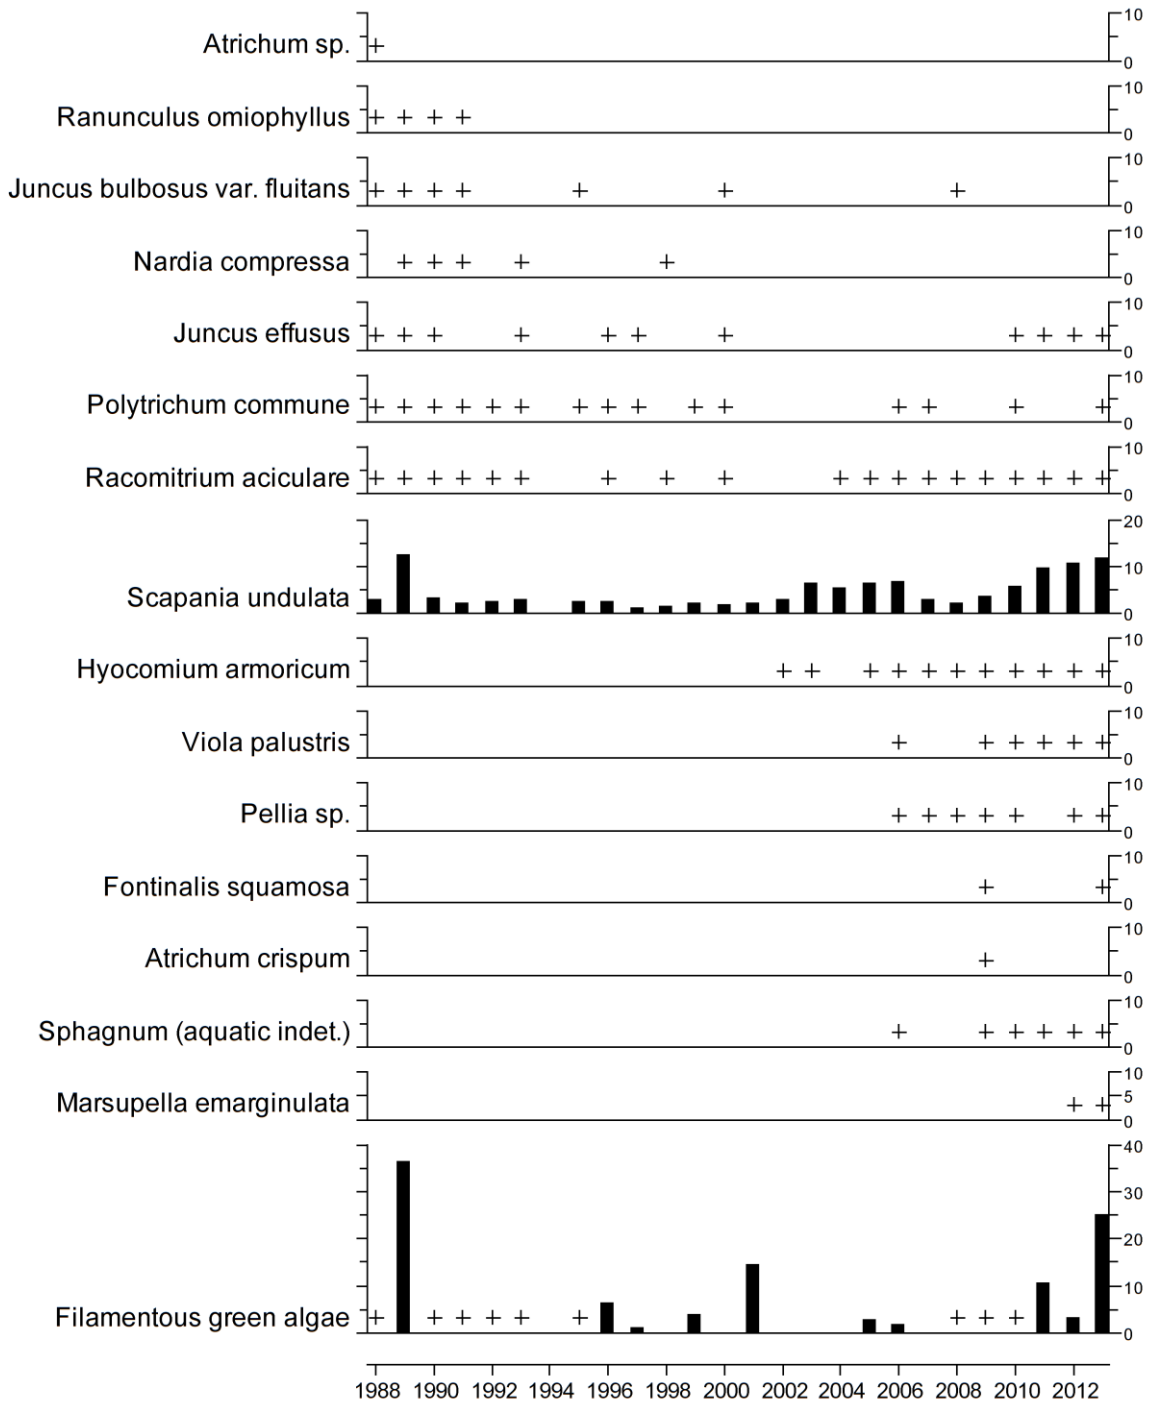 Atrichum sp.
10
0
Ranunculus omiophyllus
10
0
Juncus bulbosus var. fluitans
10
0
Nardia compressa
10
0
Juncus effusus
10
0
Polytrichum commune
10
0
Racomitrium aciculare
10
0
Scapania undulata
20
10
0
Hyocomium armoricum
10
0
Viola palustris
10
0
Pellia sp.
10
0
Fontinalis squamosa
10
0
Atrichum crispum
10
0
Sphagnum (aquatic indet.)
10
0
Marsupella emarginulata
10
5
0
Filamentous green algae
40
30
20
10
0
1988 1990 1992 1994 1996 1998 2000 2002 2004 2006 2008 2010 2012